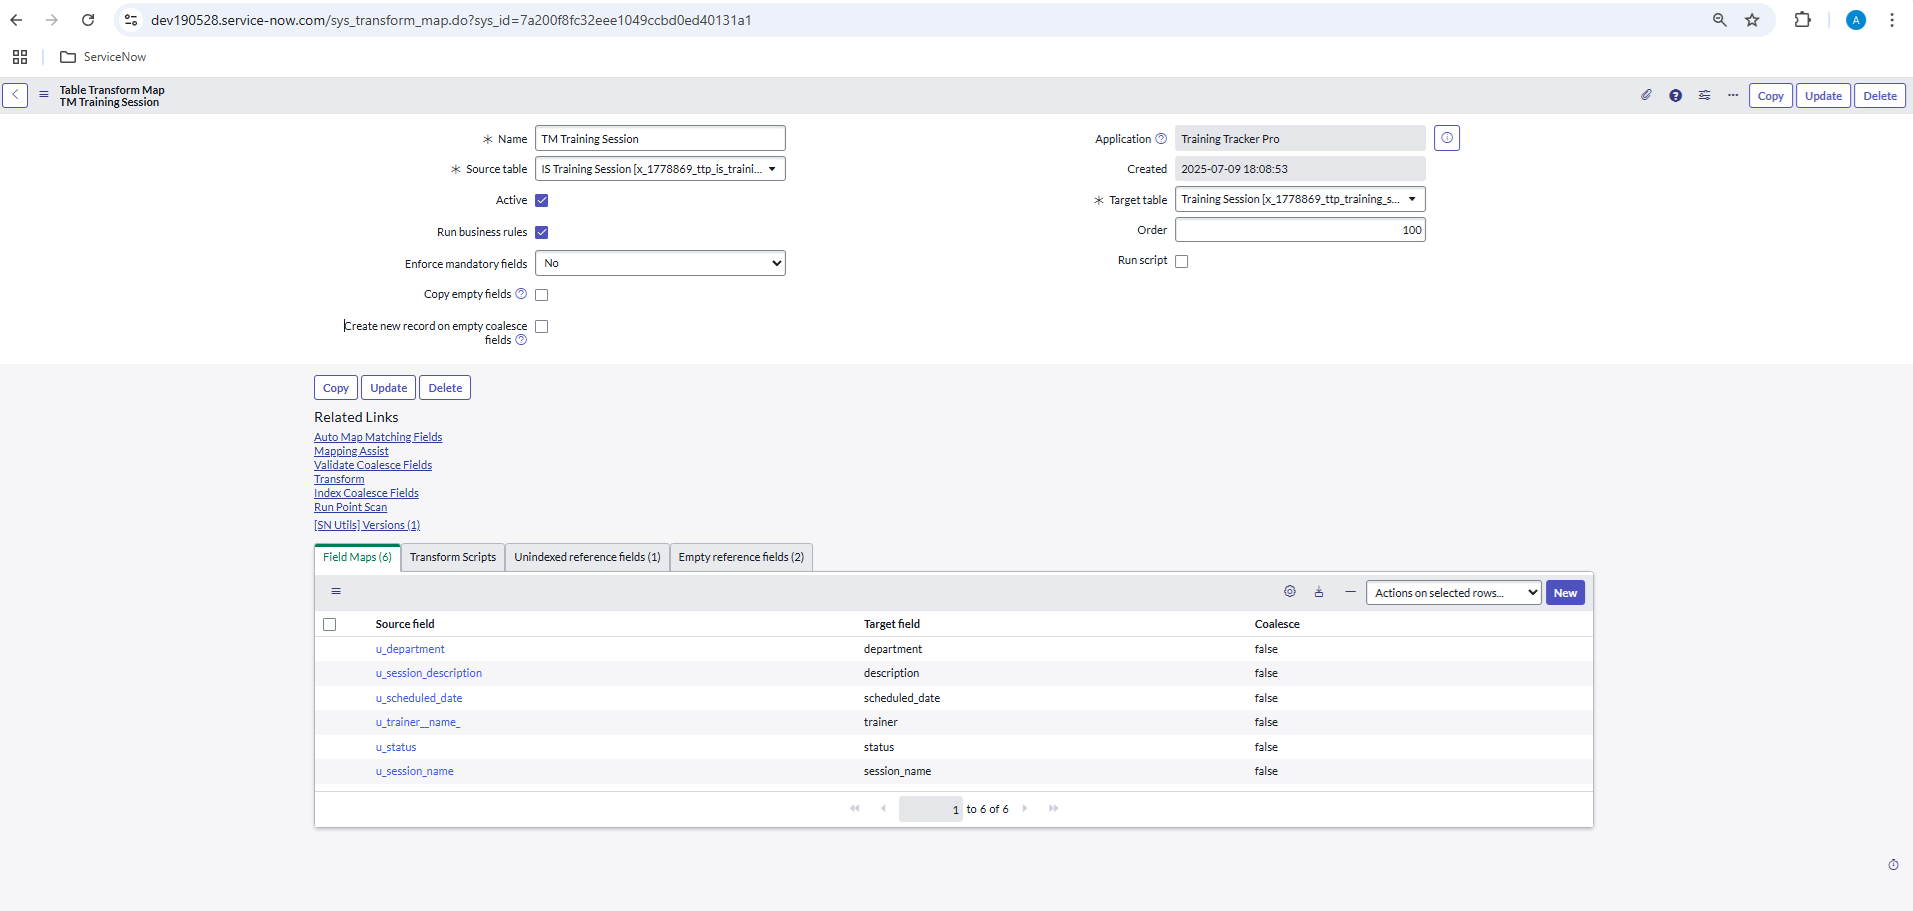 dev190528.service-now.com/sys_transform_map.do?sys_id=7a200f8fc32eee1049ccbd0ed40131a1
A
ServiceNow
Table Transform Map
TM Training Session
Copy
Update
Delete
Name
TM Training Session
Source table
IS Training Session [x_1778869_ttp_is_traini...
Active
Run business rules
Enforce mandatory fields
No
Copy empty fields
Create new record on empty coalesce
fields
Application
Training Tracker Pro
Created
2025-07-09 18:08:53
Target table
Training Session [x_1778869_ttp_training_s...
Order
100
Run script
Copy
Update
Delete
Related Links
Auto Map Matching Fields
Mapping Assist
Validate Coalesce Fields
Transform
Index Coalesce Fields
Run Point Scan
[SN Utils] Versions (1)
Field Maps (6)
Transform Scripts
Unindexed reference fields (1)
Empty reference fields (2)
Actions on selected rows...
New
Source field Target field Coalesce
u_department department false
u_session_description description false
u_scheduled_date scheduled_date false
u_trainer__name_ trainer false
u_status status false
u_session_name session_name false
1 to 6 of 6